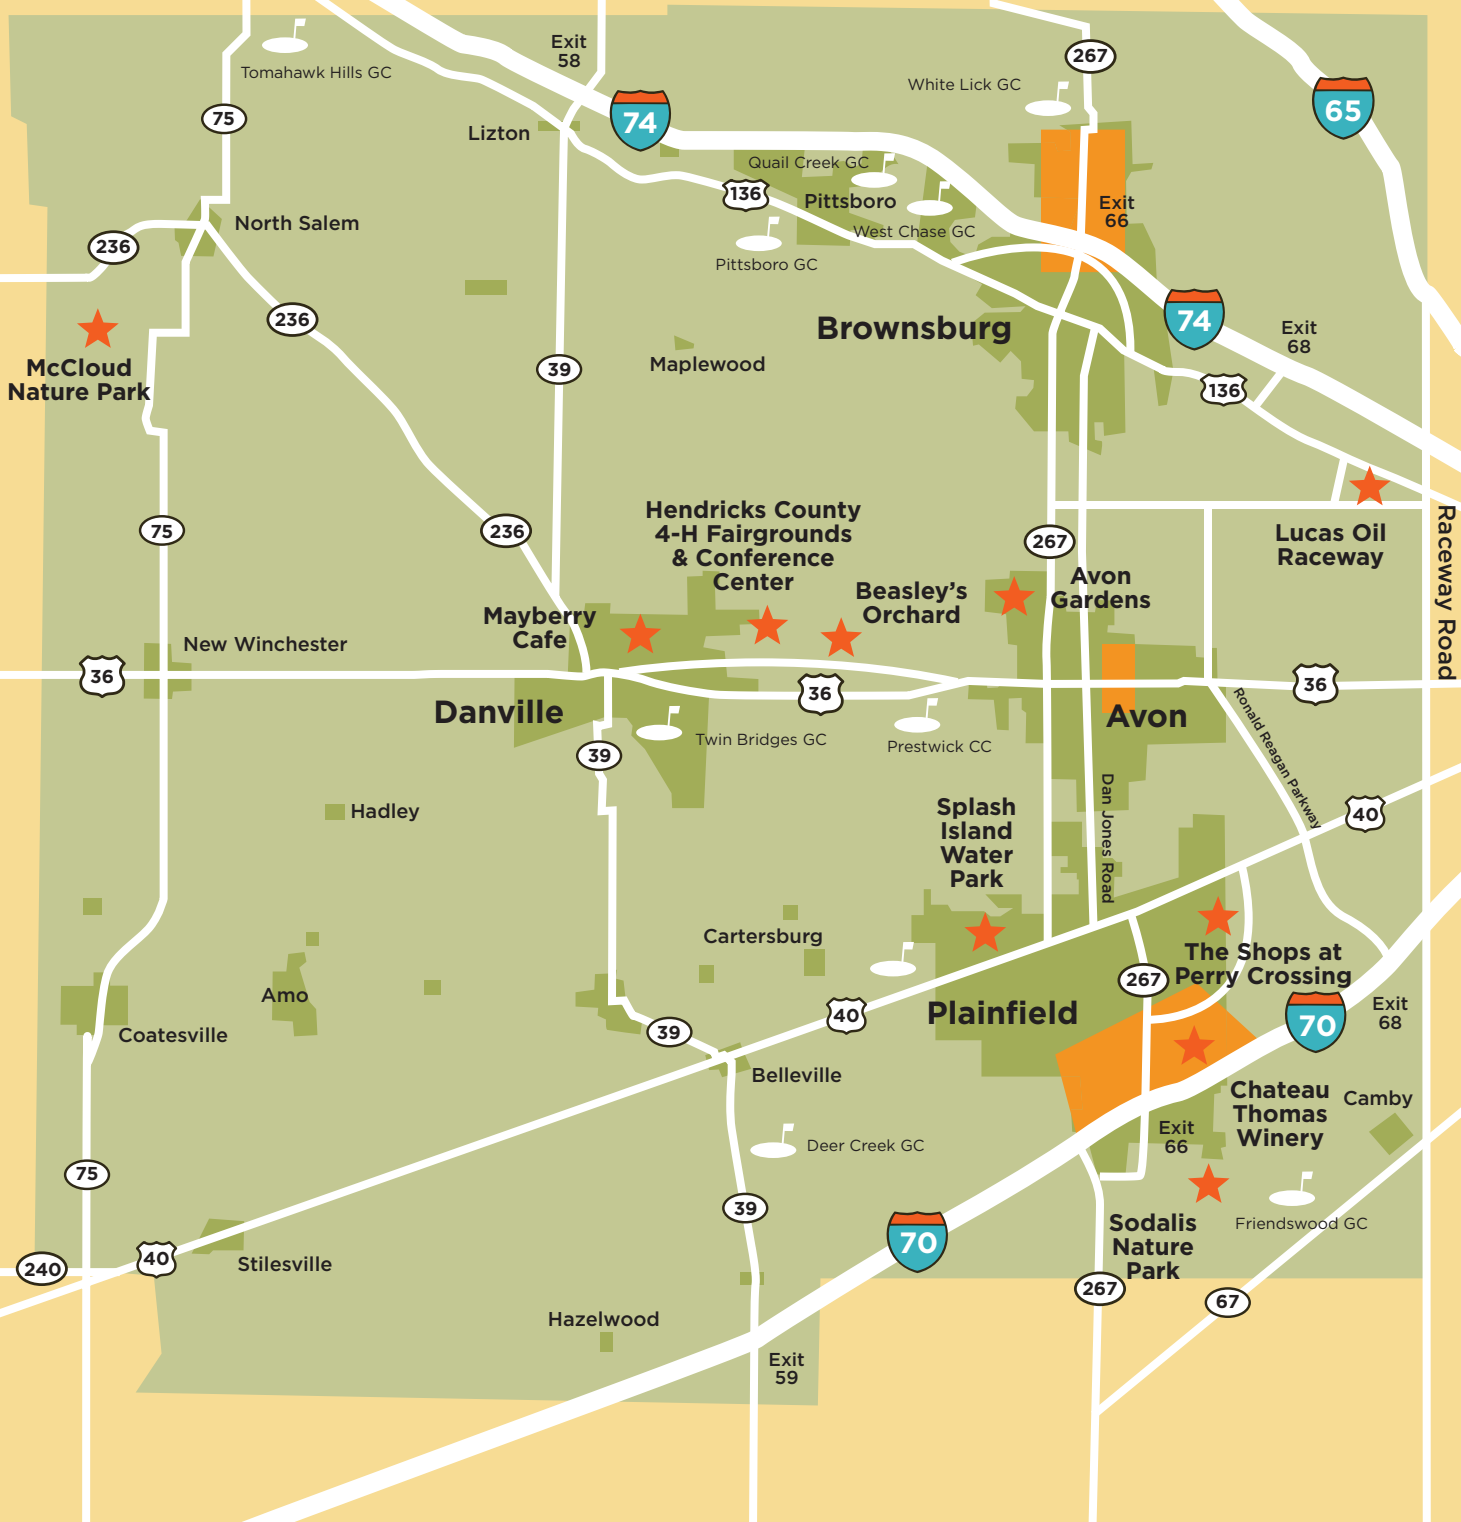 Exit
58
267
Tomahawk Hills GC
White Lick GC
65
75
74
Lizton
Quail Creek GC
136
Pittsboro
Exit
66
North Salem
West Chase GC
236
Pittsboro GC
236
74
Brownsburg
Exit
68
McCloud
Nature Park
39
Maplewood
136
Hendricks County
4-H Fairgrounds
& Conference
Center
75
236
267
Lucas Oil
Raceway
Raceway Road
Avon
Gardens
Beasley's
Orchard
Mayberry
Cafe
New Winchester
36
36
36
Danville
Avon
Ronald Reagan Parkway
Twin Bridges GC
Prestwick CC
39
Dan Jones Road
Hadley
Splash
Island
Water
Park
40
Cartersburg
The Shops at
Perry Crossing
267
Amo
Plainfield
40
70
Exit
68
Coatesville
39
Belleville
Chateau
Thomas
Winery
Camby
Exit
66
Deer Creek GC
75
39
70
Sodalis
Nature
Park
Friendswood GC
40
240
Stilesville
267
67
Hazelwood
Exit
59